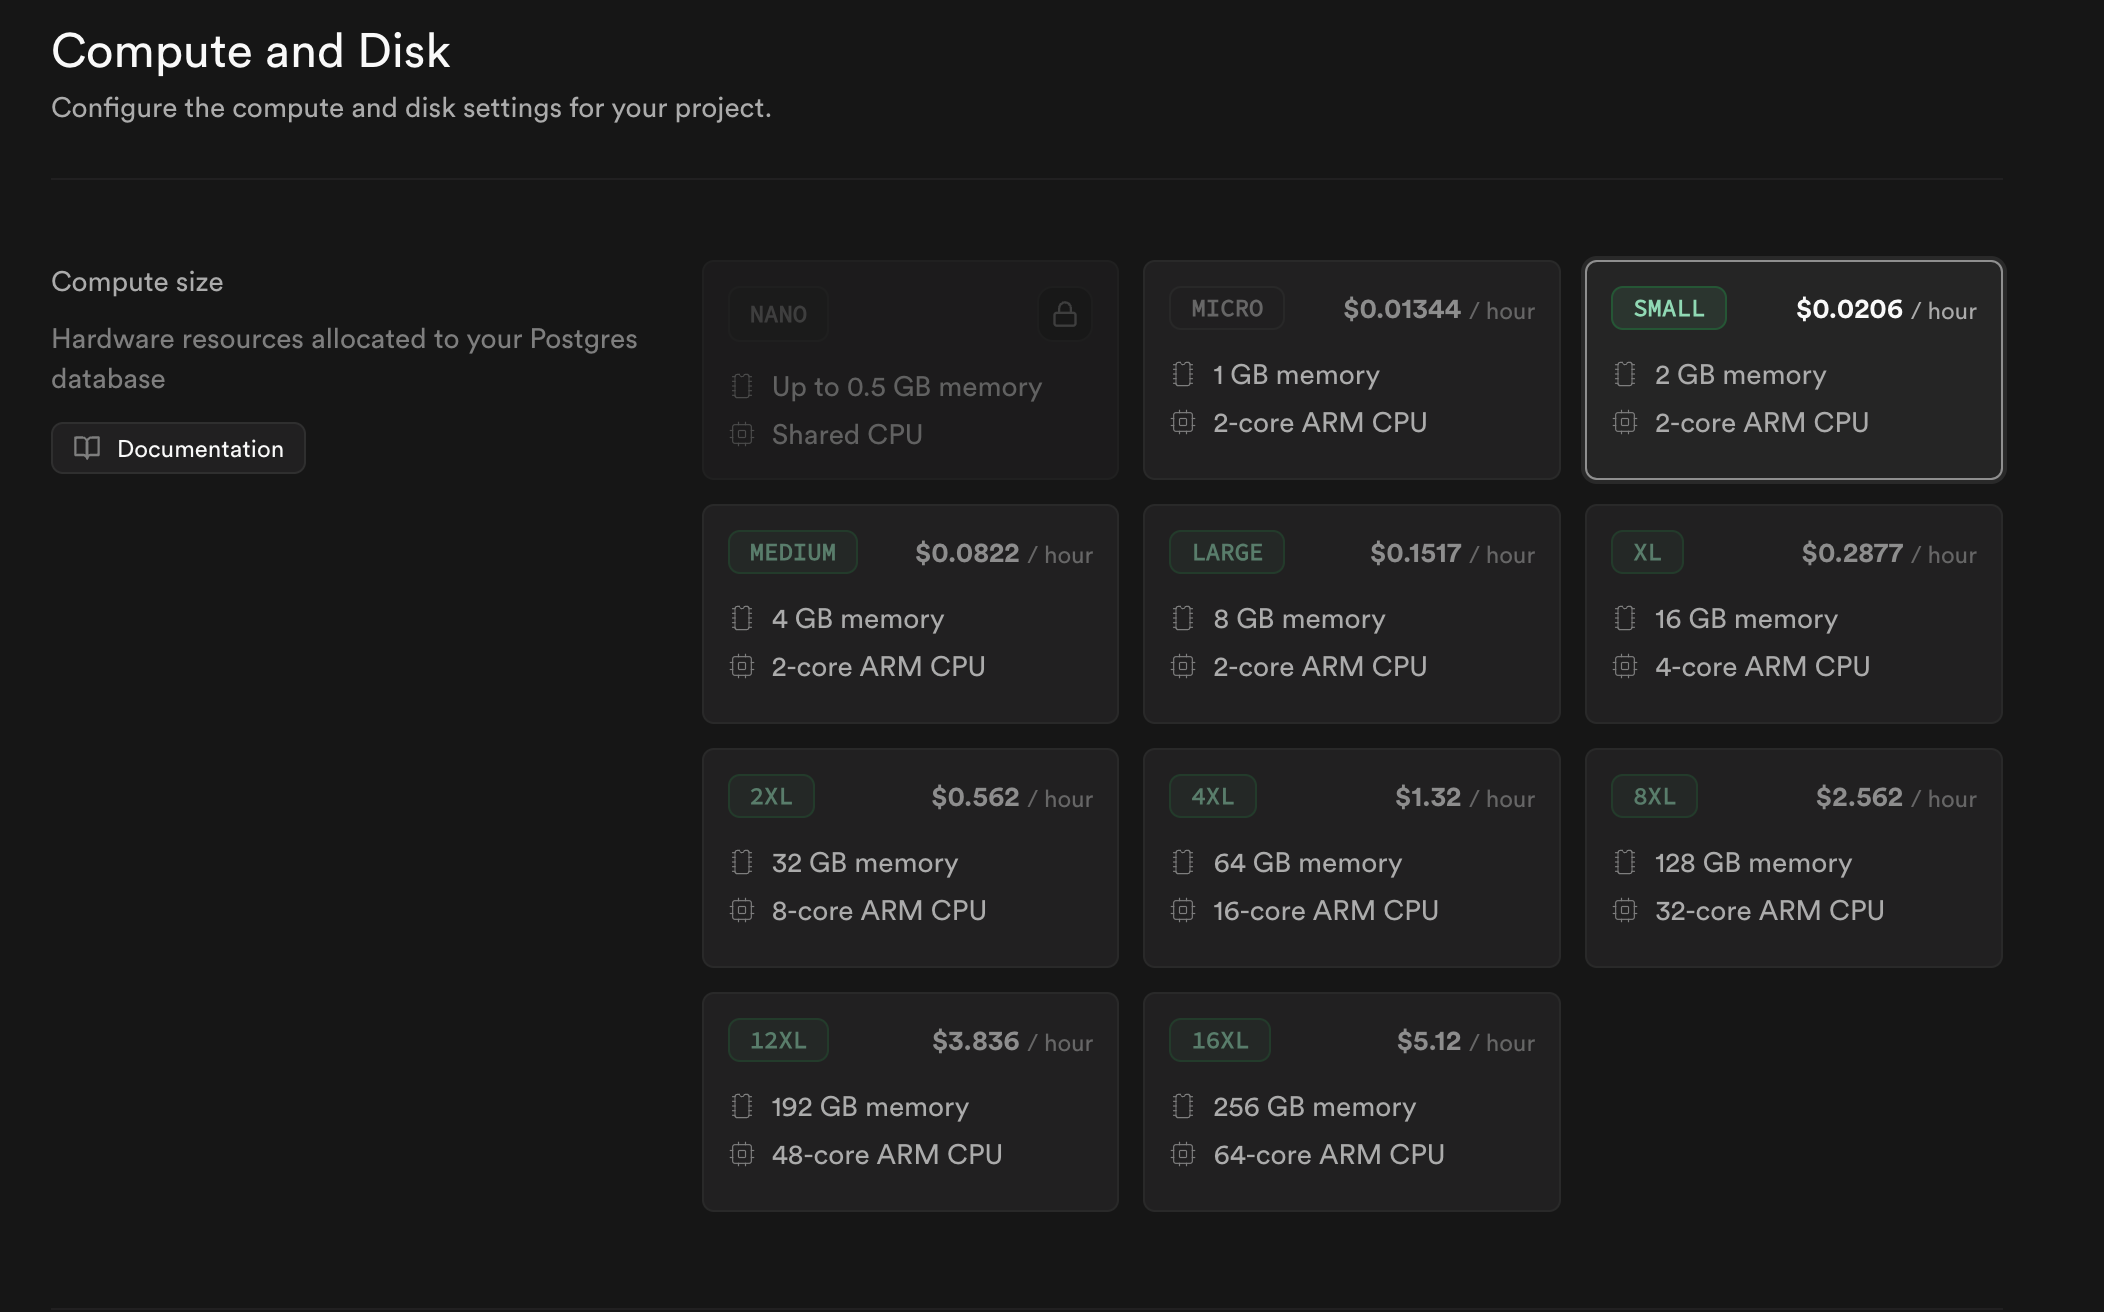 Compute and Disk
Configure the compute and disk settings for your project.
Compute size
Hardware resources allocated to your Postgres
database
Documentation
NANO
Up to 0.5 GB memory
Shared CPU
MICRO $0.01344 / hour
1 GB memory
2-core ARM CPU
SMALL $0.0206 / hour
2 GB memory
2-core ARM CPU
MEDIUM $0.0822 / hour
4 GB memory
2-core ARM CPU
LARGE $0.1517 / hour
8 GB memory
2-core ARM CPU
XL $0.2877 / hour
16 GB memory
4-core ARM CPU
2XL $0.562 / hour
32 GB memory
8-core ARM CPU
4XL $1.32 / hour
64 GB memory
16-core ARM CPU
8XL $2.562 / hour
128 GB memory
32-core ARM CPU
12XL $3.836 / hour
192 GB memory
48-core ARM CPU
16XL $5.12 / hour
256 GB memory
64-core ARM CPU